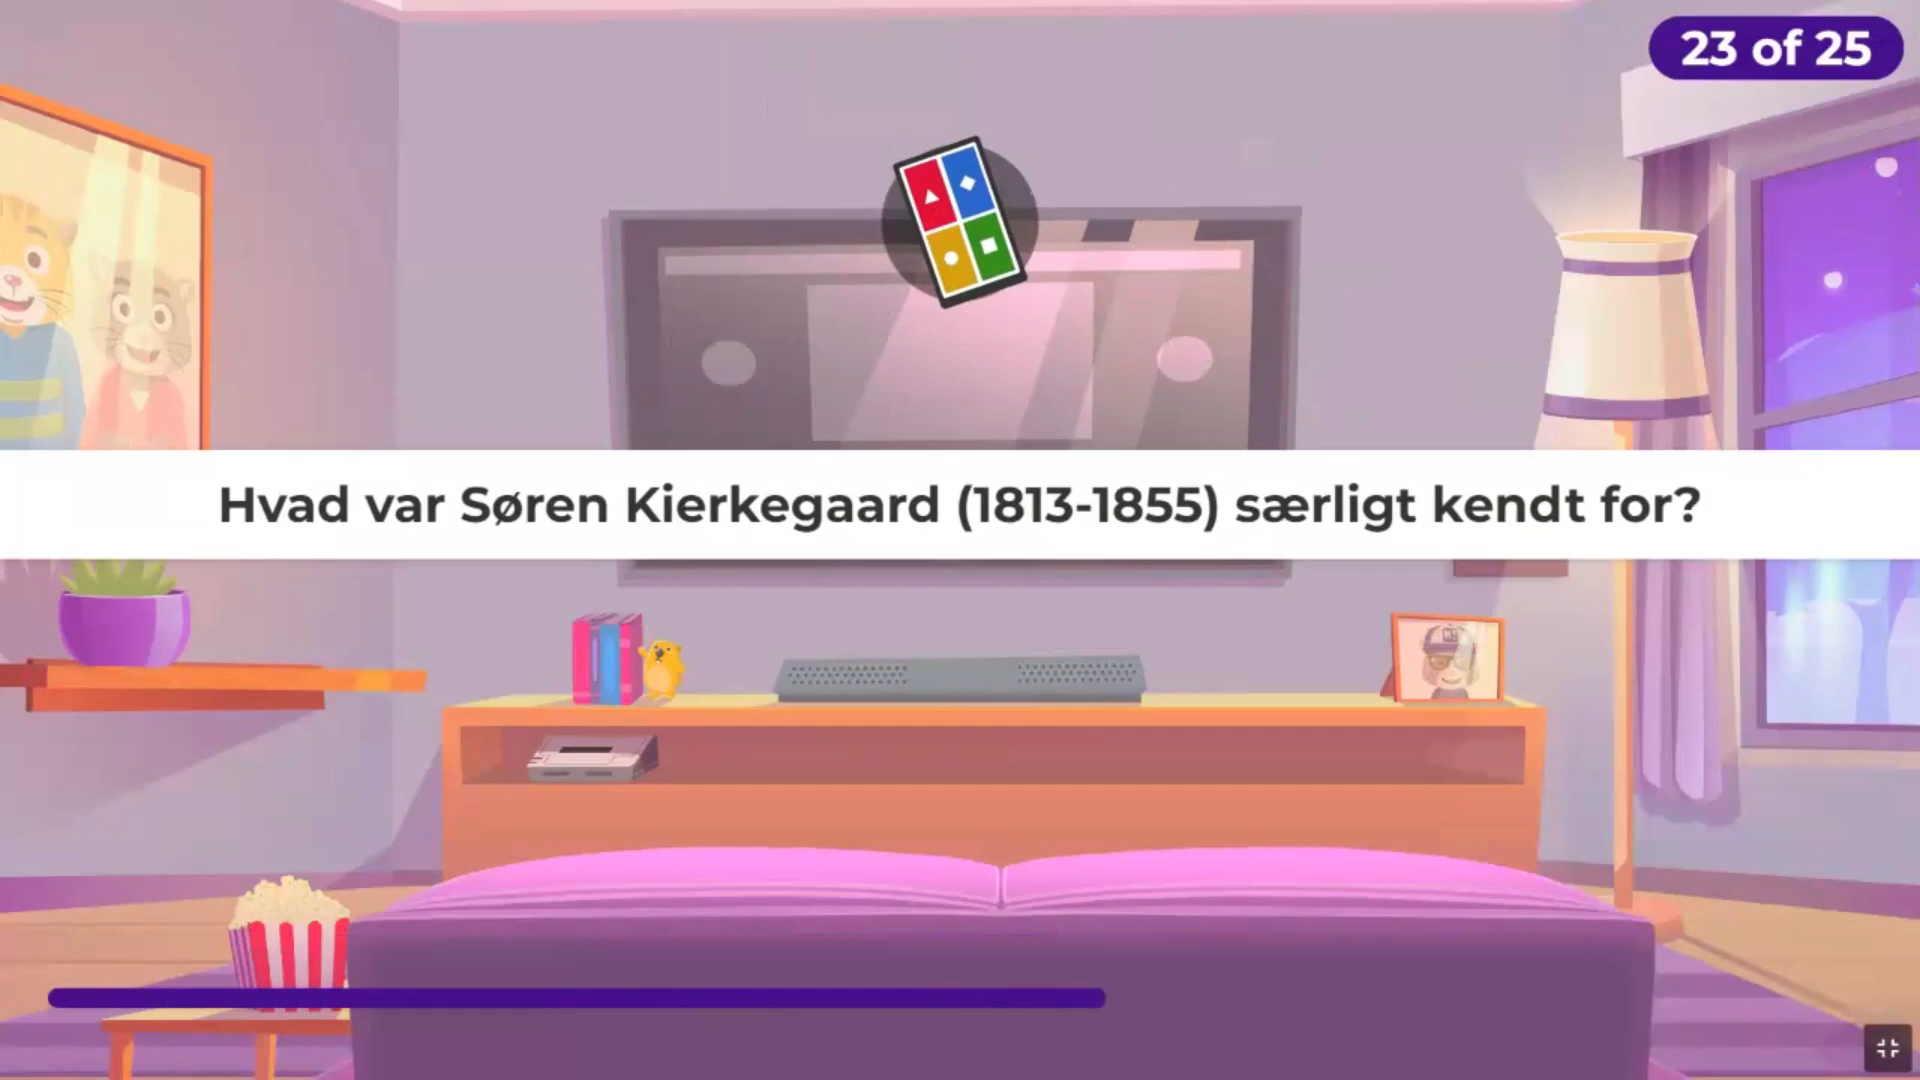 23 of 25
Hvad var Søren Kierkegaard (1813-1855) særligt kendt for?